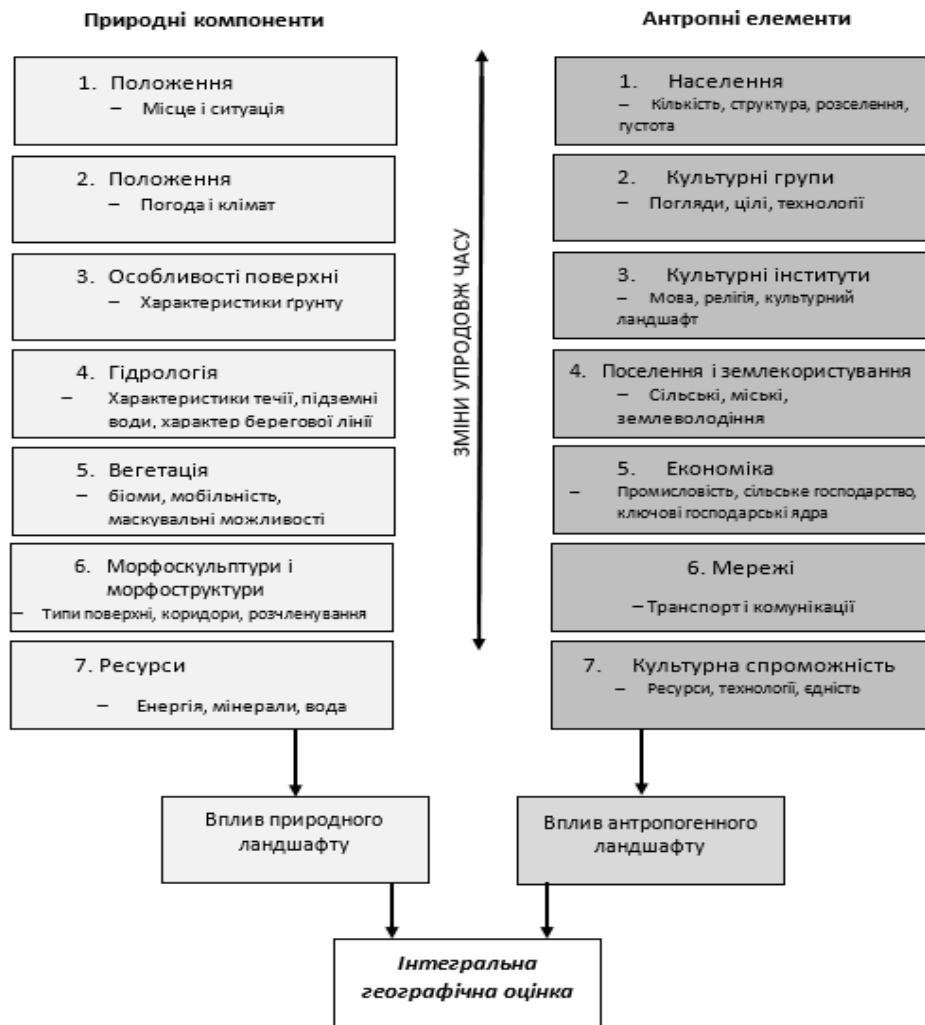 Природні компоненти
1. Положення
– Місце і ситуація
2. Положення
– Погода і клімат
3. Особливості поверхні
– Характеристики ґрунту
4. Гідрологія
– Характеристики течії, підземні
води, характер берегової лінії
5. Вегетація
– біоми, мобільність,
маскувальні можливості
6. Морфоскульптури і
морфоструктури
– Типи поверхні, коридори, розчленування
7. Ресурси
– Енергія, мінерали, вода
ЗМІНИ УПРОДОВЖ ЧАСУ
Антропні елементи
1. Населення
– Кількість, структура, розселення,
густота
2. Культурні групи
– Погляди, цілі, технології
3. Культурні інститути
– Мова, релігія, культурний
ландшафт
4. Поселення і землекористування
– Сільські, міські,
землеволодіння
5. Економіка
– Промисловість, сільське господарство,
ключові господарські ядра
6. Мережі
– Транспорт і комунікації
7. Культурна спроможність
– Ресурси, технології, єдність
Вплив природного
ландшафту
Вплив антропогенного
ландшафту
Інтегральна
географічна оцінка